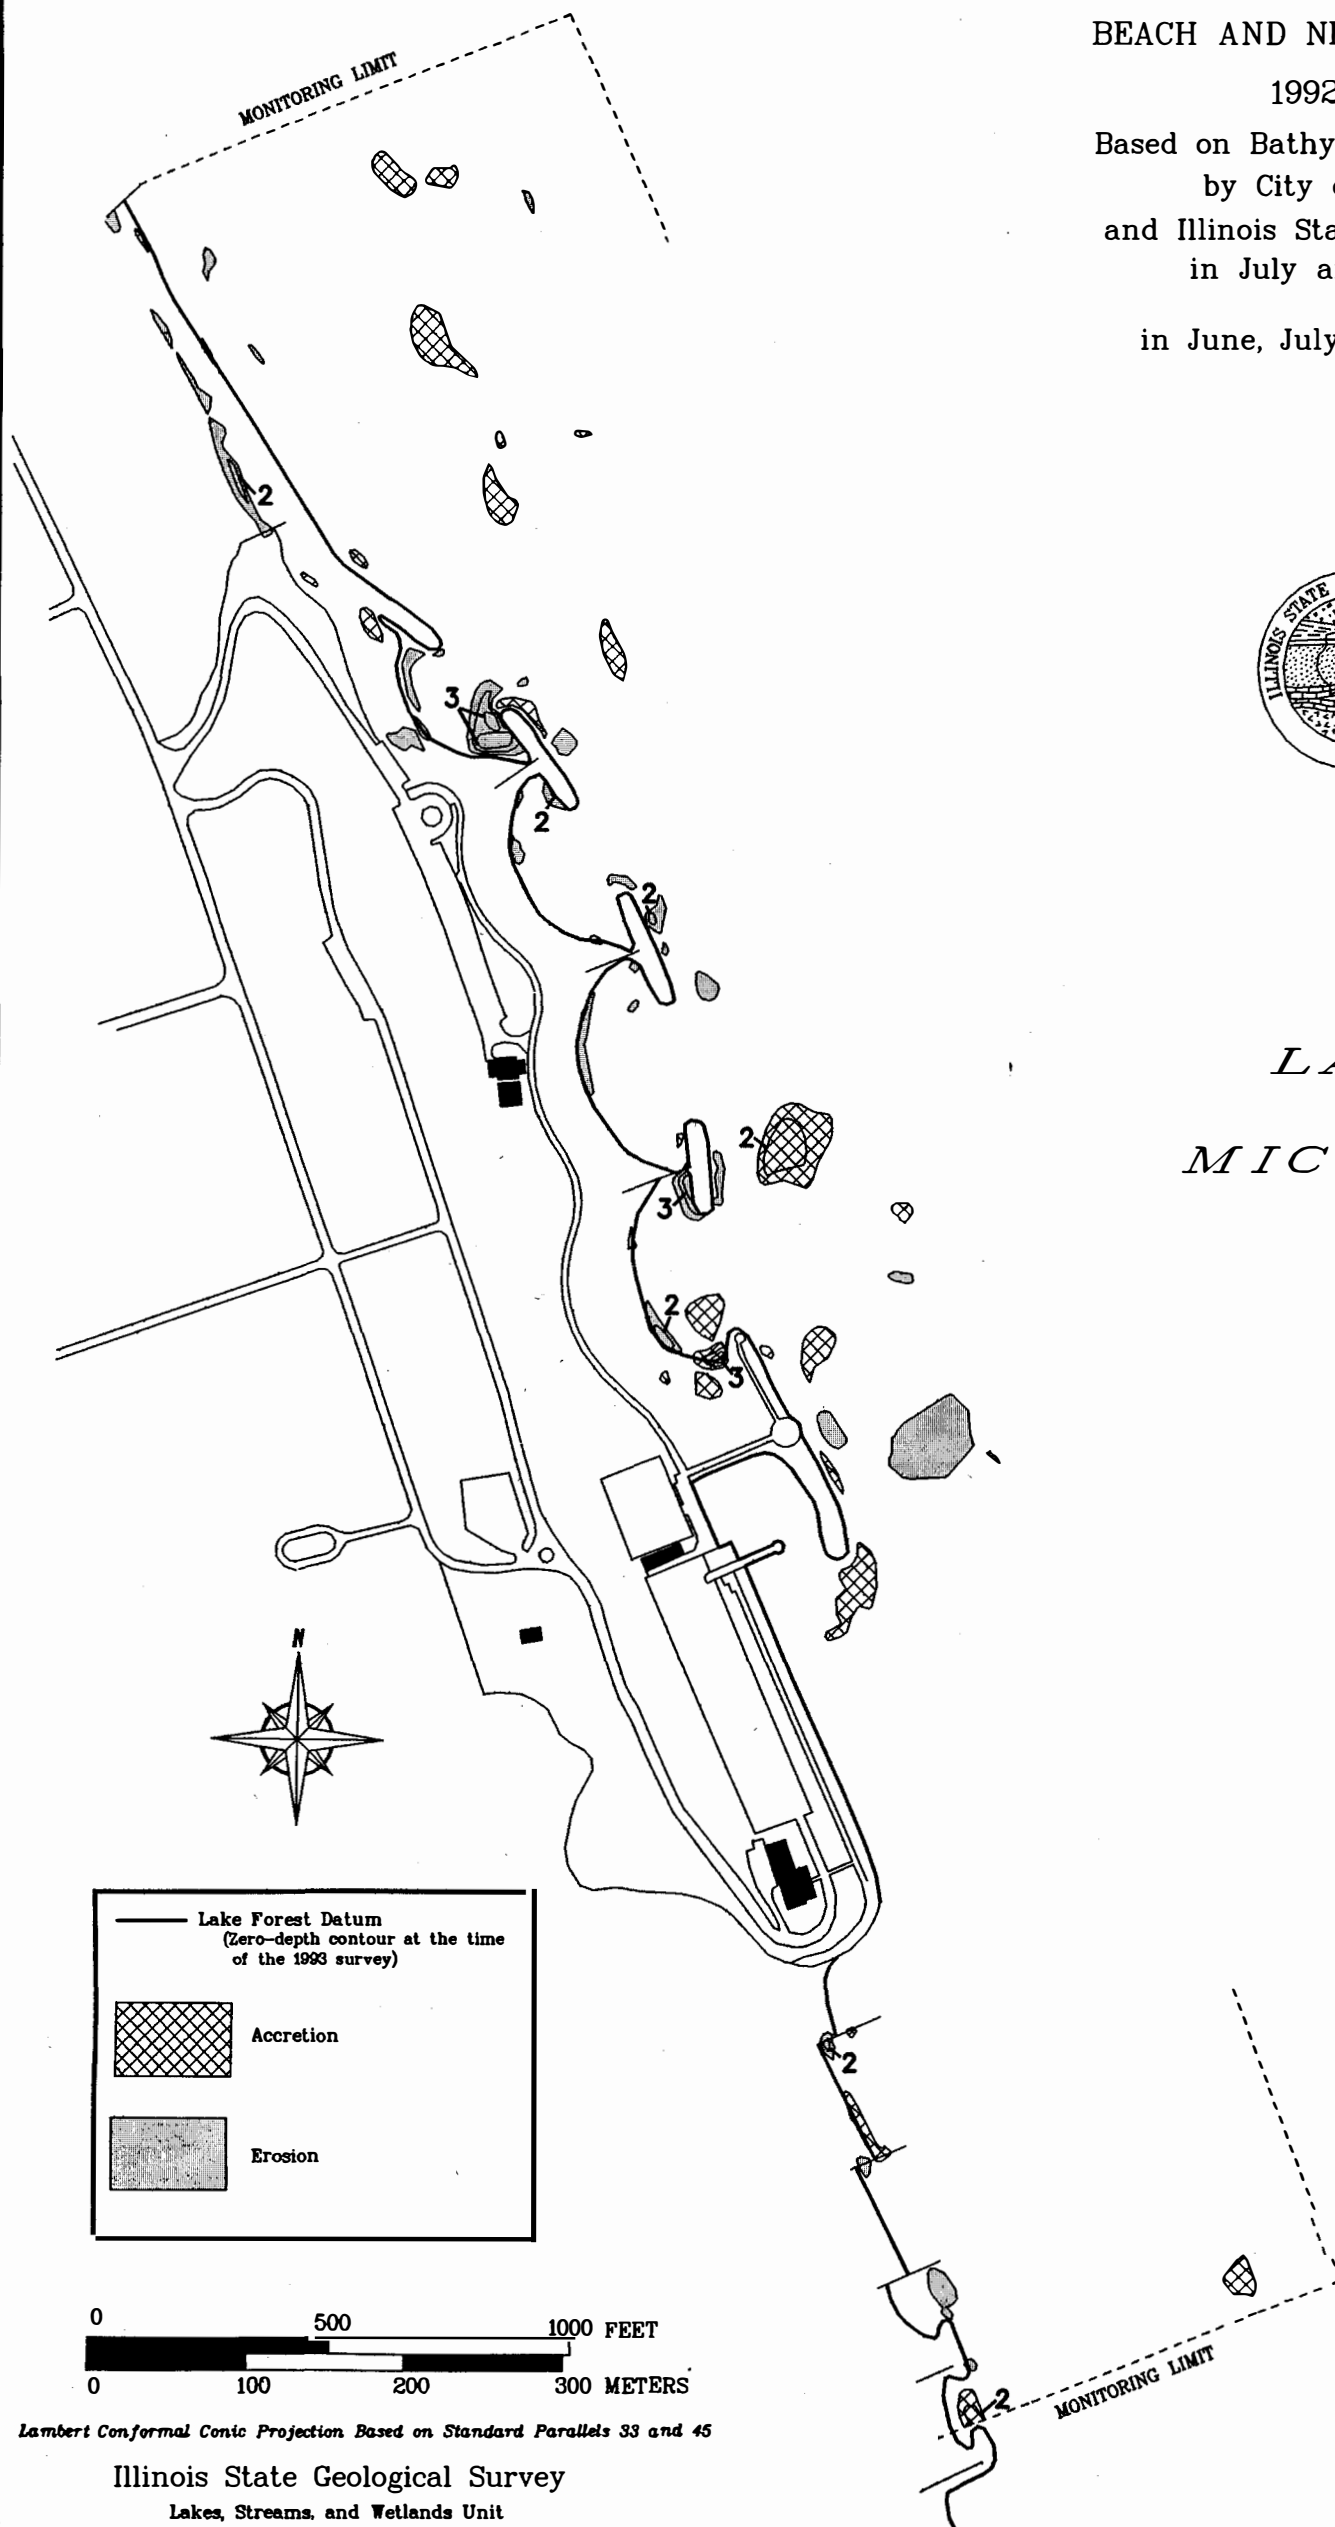 BEACH AND
1992
Based on Bathy
by City
and Illinois Sta
in July a
in June, July
MONITORING LIMIT
2
ILLINOIS STATE
3
2
2
LA
2
MIC
3
2
3
N
Lake Forest Datum
(Zero-depth contour at the time
of the 1993 survey)
Accretion
Erosion
2
MONITORING LIMIT
2
0 500 1000 FEET
0 100 200 300 METERS
Lambert Conformal Conic Projection Based on Standard Parallels 33 and 45
Illinois State Geological Survey
Lakes, Streams, and Wetlands Unit